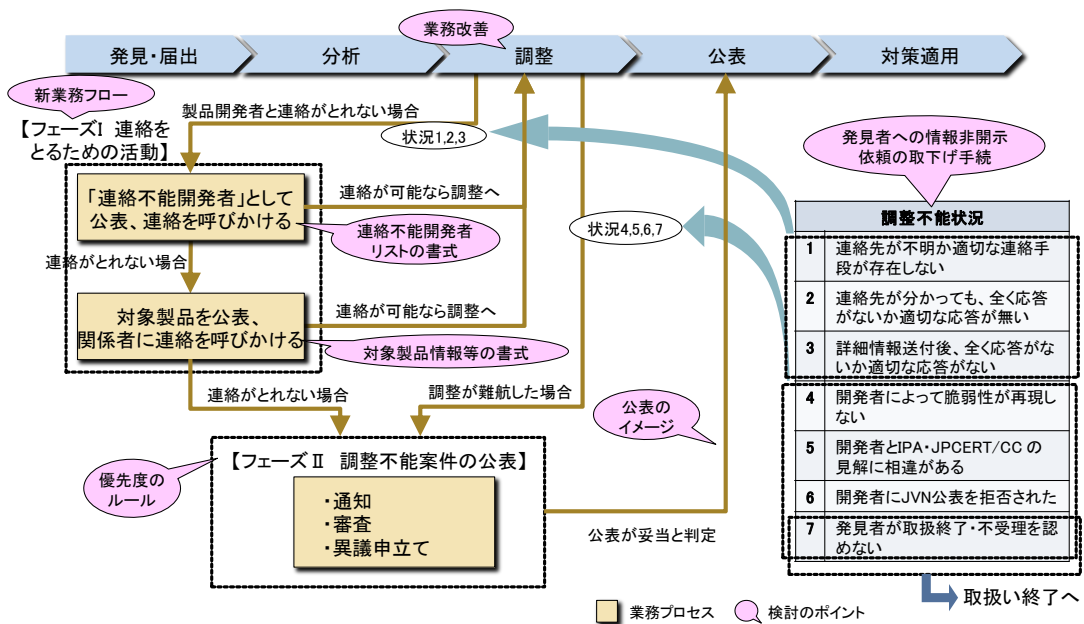 業務改善
発見・届出
分析
調整
公表
対策適用
新業務フロー
製品開発者と連絡がとれない場合
【フェーズⅠ 連絡を
とるための活動】
状況1,2,3
発見者への情報非開示
依頼の取下げ手続
「連絡不能開発者」として
公表、連絡を呼びかける
連絡が可能なら調整へ
連絡不能開発者
リストの書式
状況4,5,6,7
連絡がとれない場合
対象製品を公表、
関係者に連絡を呼びかける
連絡が可能なら調整へ
対象製品情報等の書式
連絡がとれない場合
調整が難航した場合
公表の
イメージ
調整不能状況
1 連絡先が不明か適切な連絡手
段が存在しない
2 連絡先が分かっても、全く応答
がないか適切な応答が無い
3 詳細情報送付後、全く応答がな
いか適切な応答がない
4 開発者によって脆弱性が再現し
ない
5 開発者とIPA・JPCERT/CC の
見解に相違がある
6 開発者にJVN公表を拒否された
7 発見者が取扱終了・不受理を認
めない
優先度の
ルール
【フェーズⅡ 調整不能案件の公表】
・通知
・審査
・異議申立て
公表が妥当と判定
取扱い終了へ
業務プロセス
検討のポイント